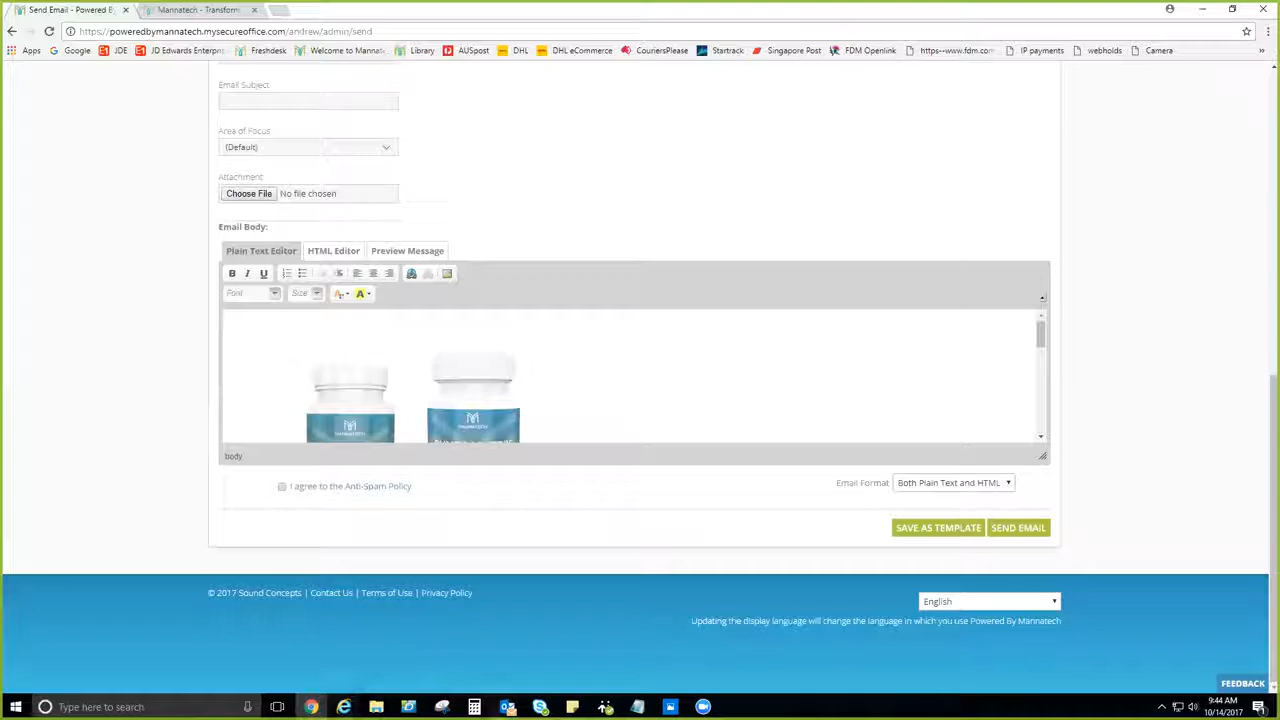 Send Email - Powered B
Mannatech - Transform
https://poweredbymannatech.mysecureoffice.com/andrew/admin/send
Apps Google JDE JD Edwards Enterpri Freshdesk Welcome to Mannat Library AUSpost DHL DHL eCommerce CouriersPlease Startrack Singapore Post FDM Openlink https--www.fdm.com IP payments webholds Camera
Email Subject
Area of Focus
(Default)
Attachment
Choose File No file chosen
Email Body:
Plain Text Editor HTML Editor Preview Message
B I U
Font Size A A
MANNATECH
MANNATECH
body
I agree to the Anti-Spam Policy
Email Format Both Plain Text and HTML
SAVE AS TEMPLATE SEND EMAIL
© 2017 Sound Concepts | Contact Us | Terms of Use | Privacy Policy
English
Updating the display language will change the language in which you use Powered By Mannatech
FEEDBACK
Type here to search
9:44 AM
10/14/2017